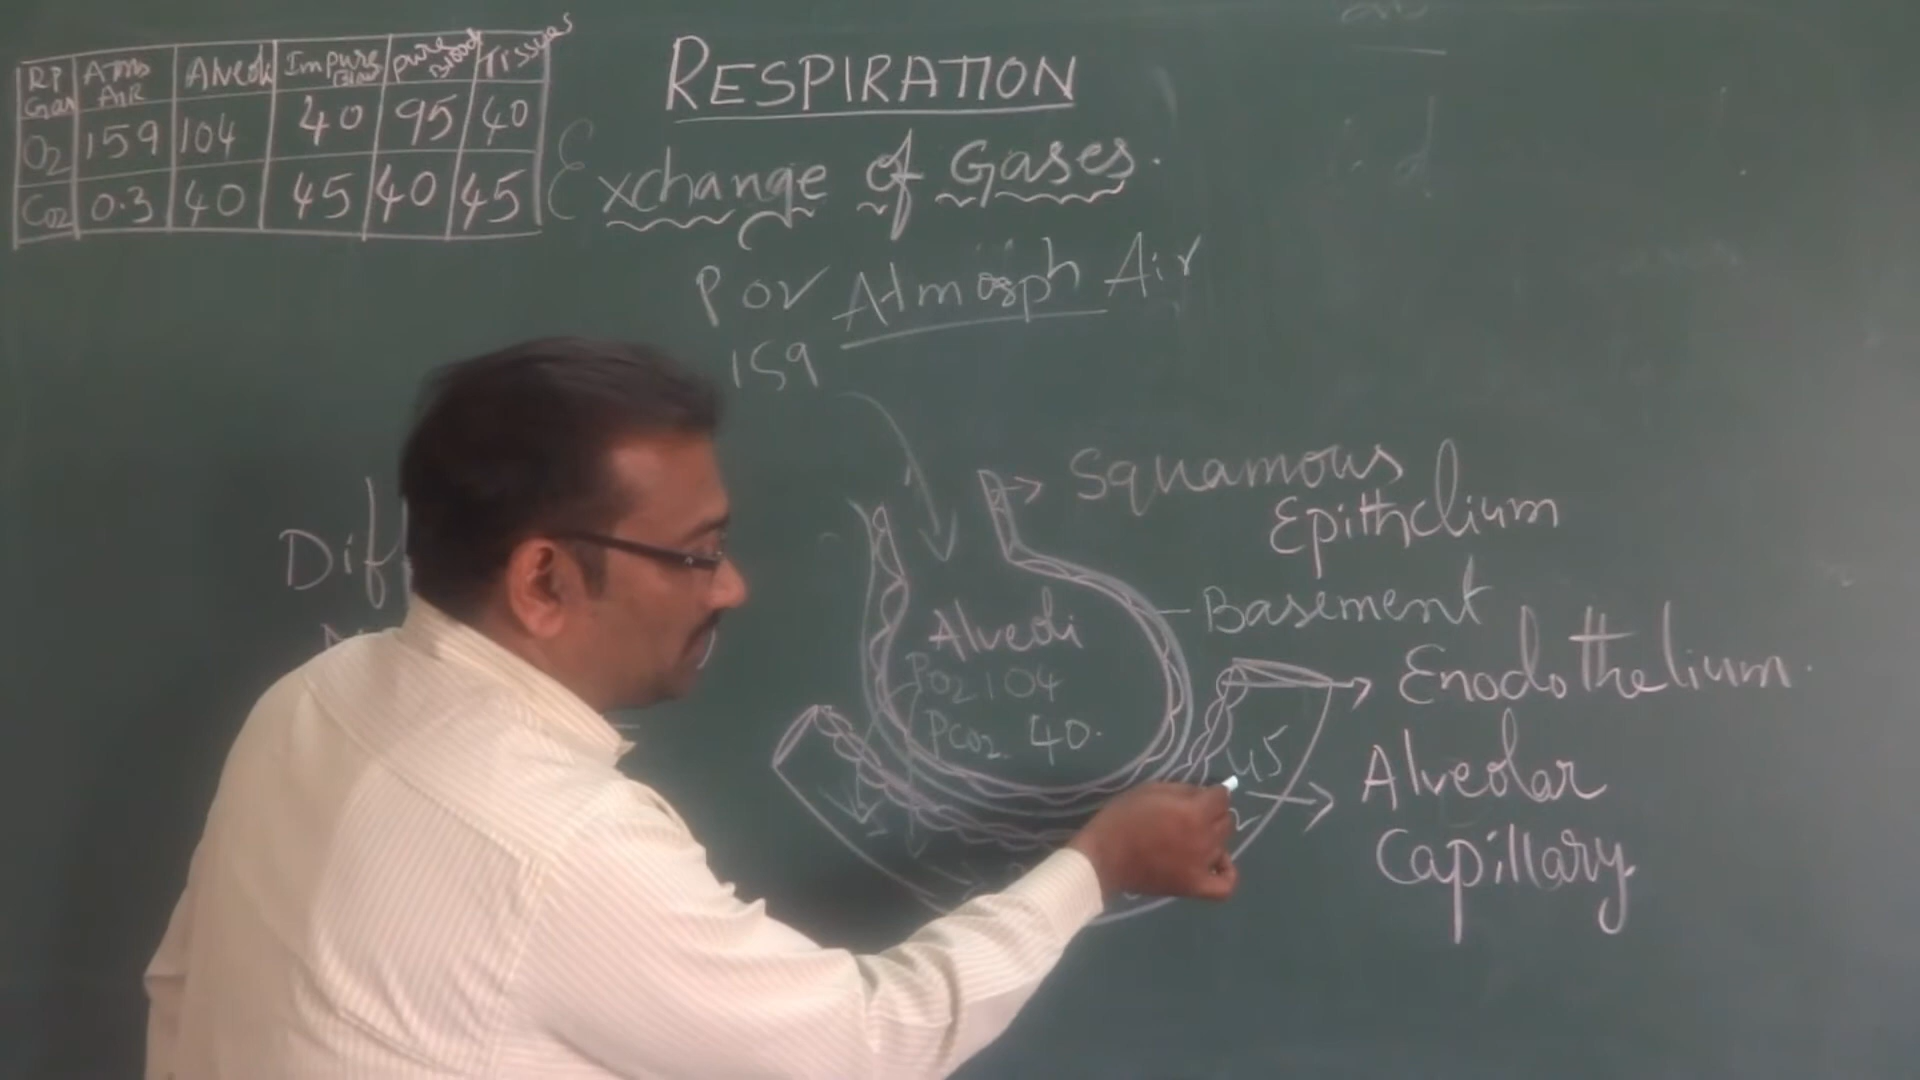 RP Gas Atms AIR Alveoli Impure Blood pure Blood Tissues
O2 159 104 40 95 40
CO2 0.3 40 45 40 45
RESPIRATION
Exchange of Gases.
Por Atmosph Air
159
Squamous
Epithelium
Dif
Basement
Alveoli
PO2 104
PCO2 40.
Enodothelium.
45
Alveolar
Capillary